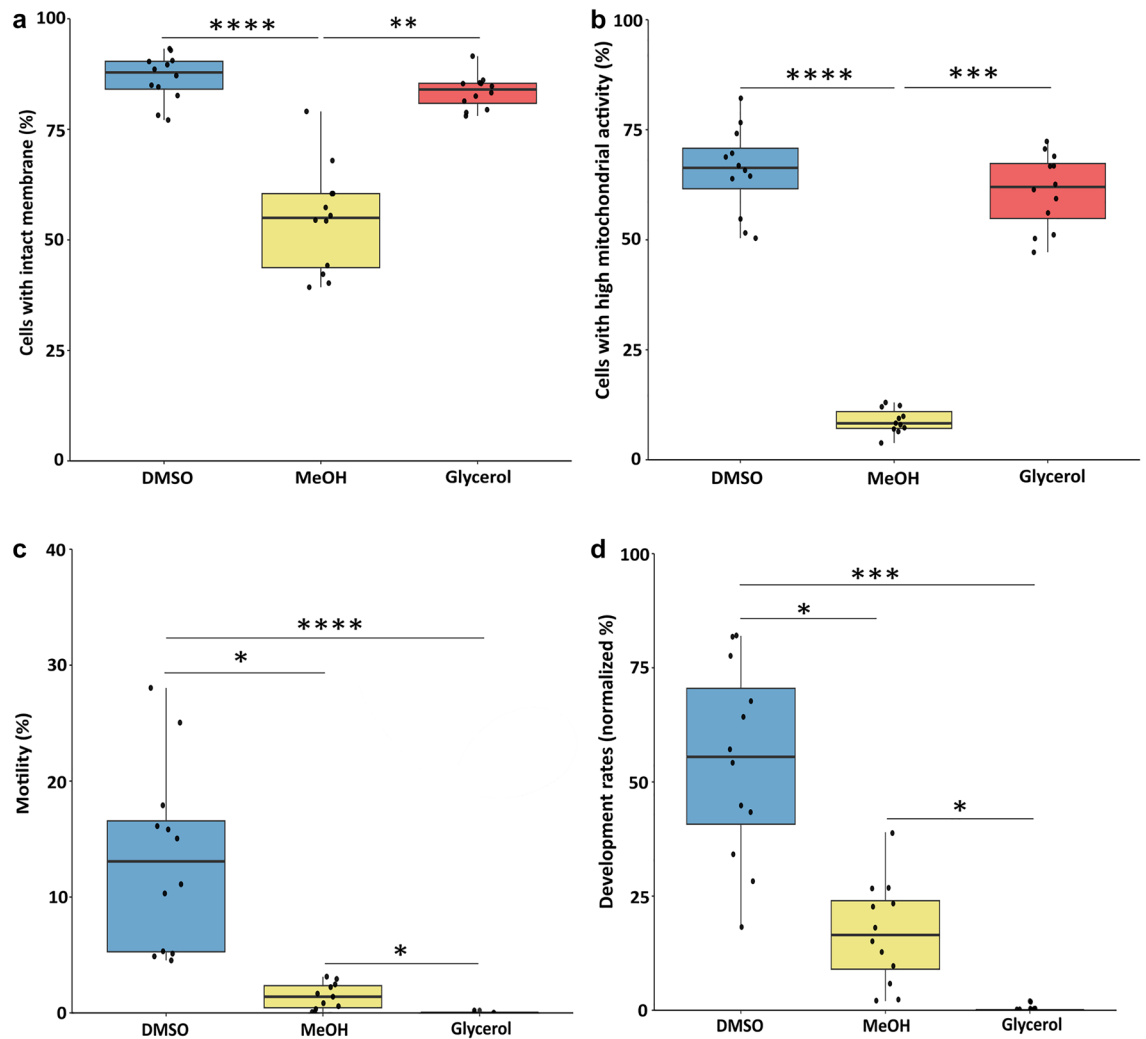 a
Cells with intact membrane (%)
100
75
50
25
0
****
**
DMSO MeOH Glycerol
b
Cells with high mitochondrial activity (%)
100
75
50
25
0
****
***
DMSO MeOH Glycerol
c
Motility (%)
40
30
20
10
0
****
*
*
DMSO MeOH Glycerol
d
Development rates (normalized %)
100
75
50
25
0
***
*
*
DMSO MeOH Glycerol